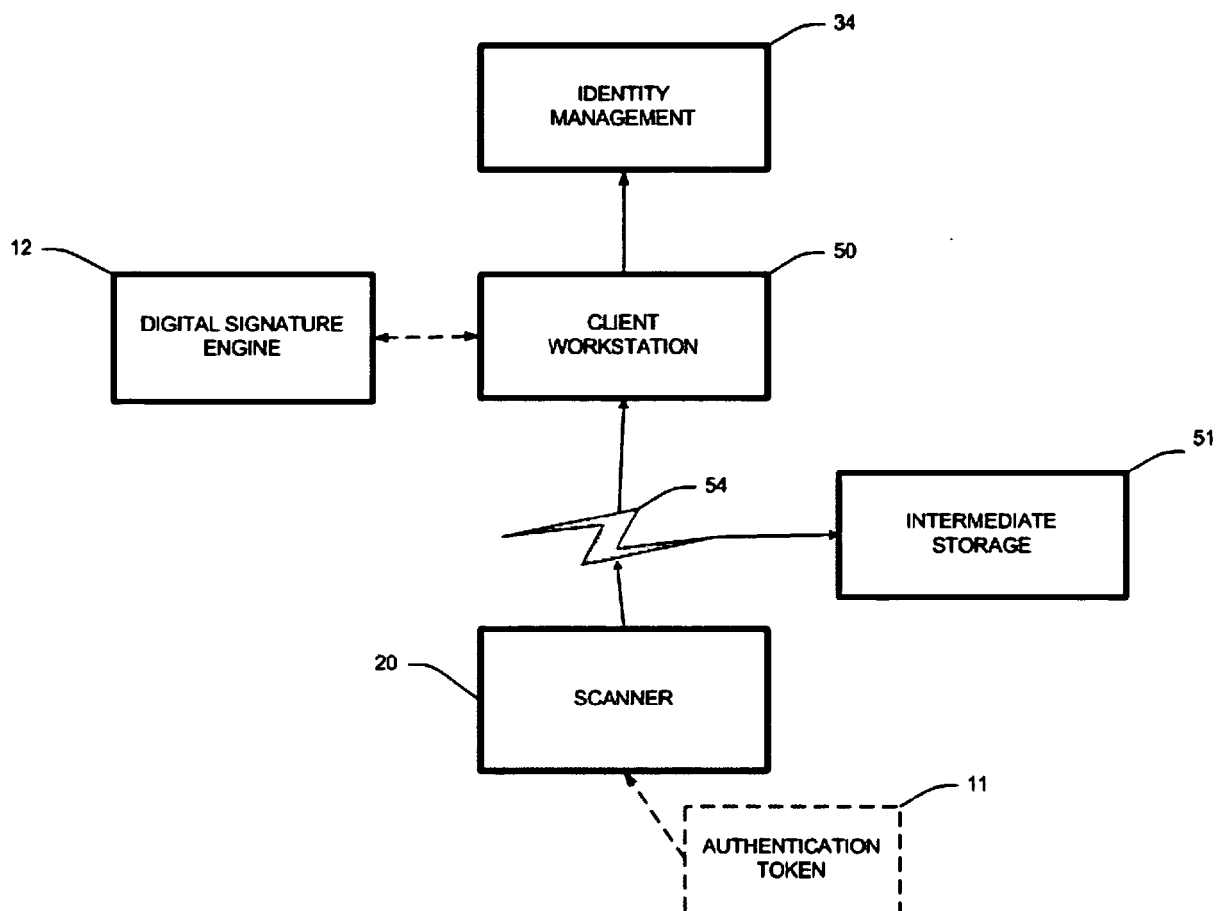 34
IDENTITY
MANAGEMENT
12
50
DIGITAL SIGNATURE
ENGINE
CLIENT
WORKSTATION
51
54
INTERMEDIATE
STORAGE
20
SCANNER
11
AUTHENTICATION
TOKEN